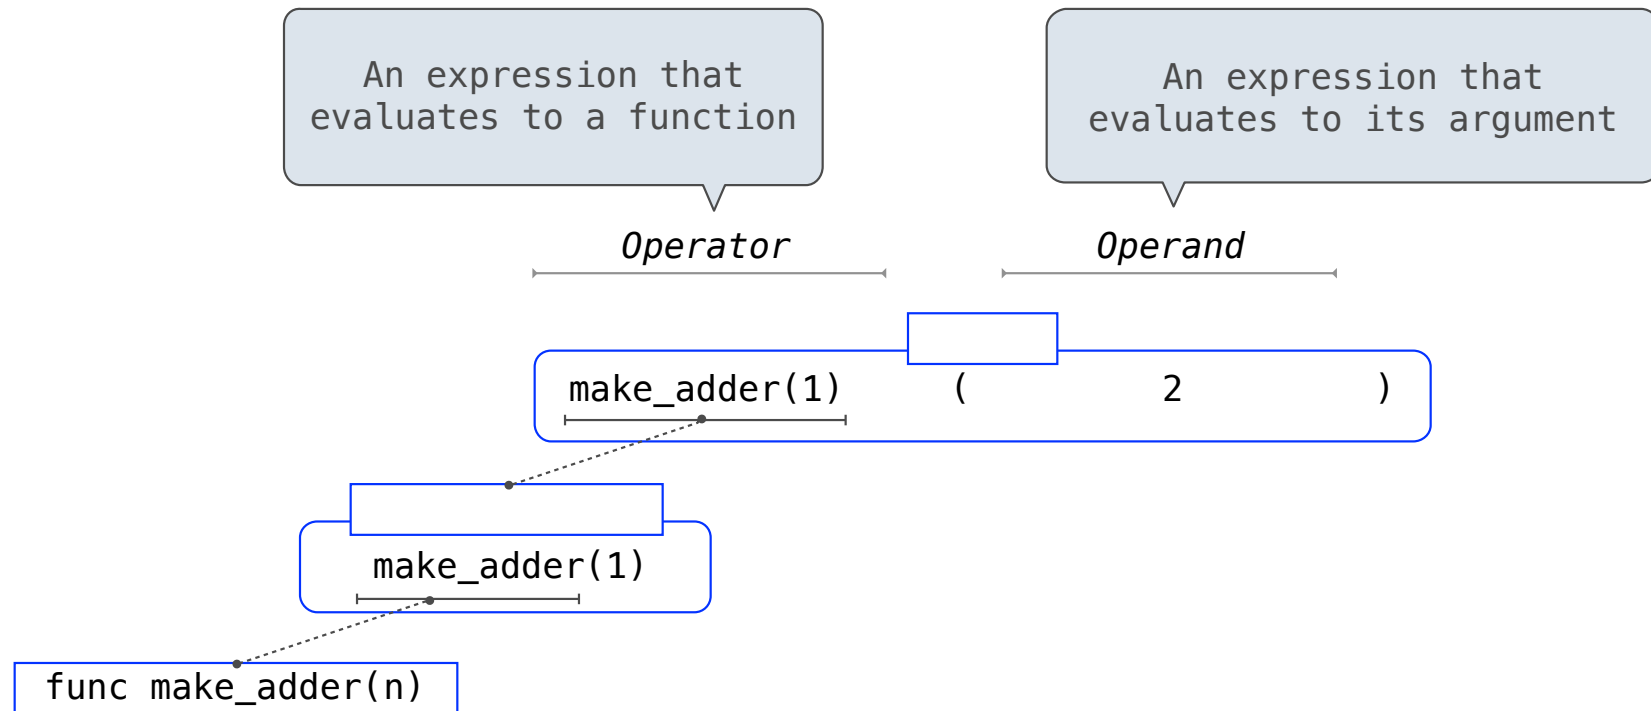 An expression that
evaluates to a function
An expression that
evaluates to its argument
Operator
Operand
make_adder(1) ( 2 )
make_adder(1)
func make_adder(n)